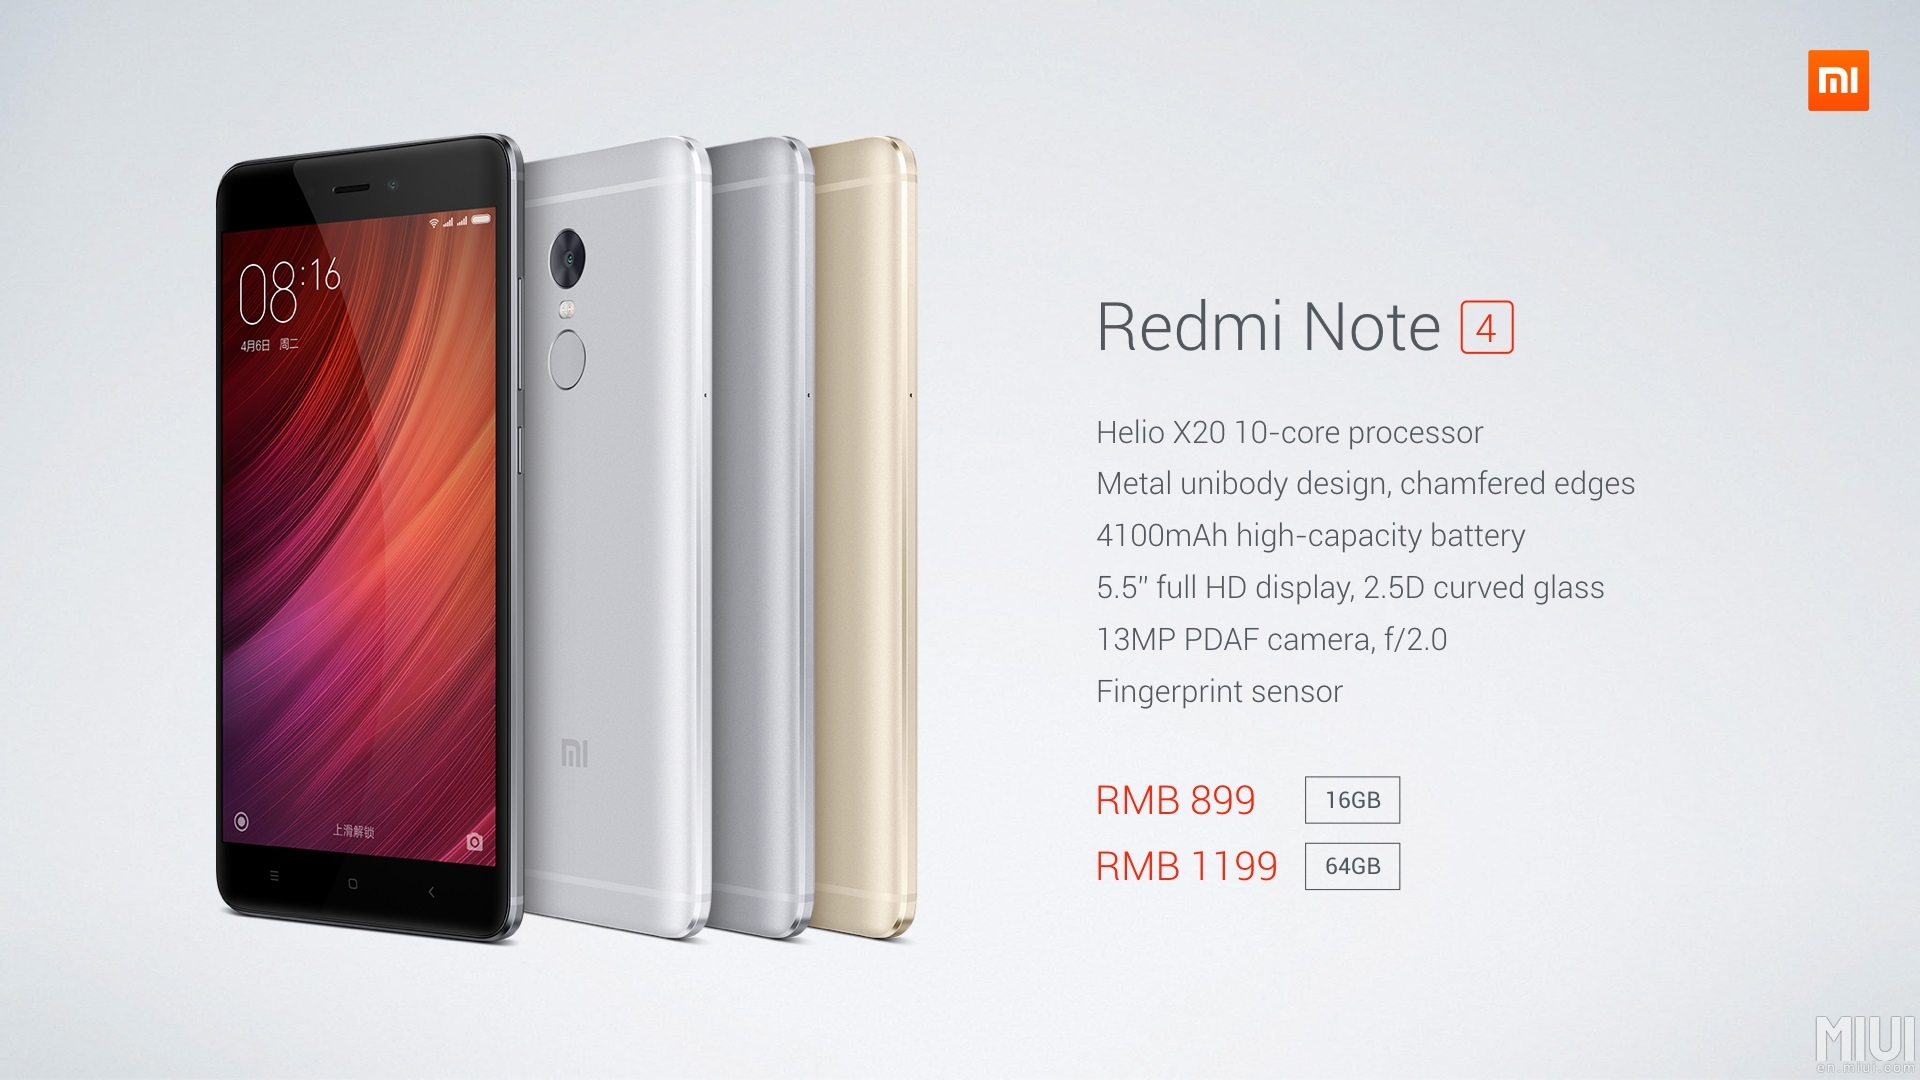 mi
08:16
4月6日 周二
上滑解锁
mi
Redmi Note 4
Helio X20 10-core processor
Metal unibody design, chamfered edges
4100mAh high-capacity battery
5.5" full HD display, 2.5D curved glass
13MP PDAF camera, f/2.0
Fingerprint sensor
RMB 899 16GB
RMB 1199 64GB
MIUI
en.miui.com